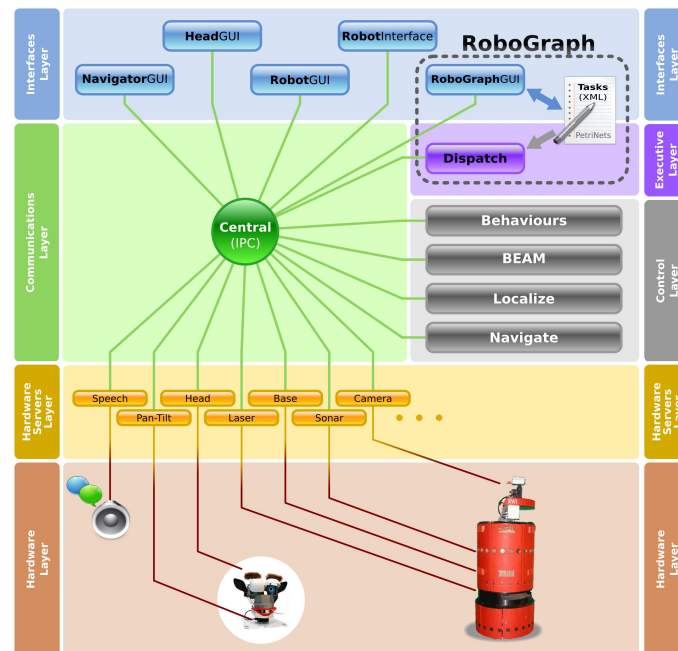 Interfaces
Layer
HeadGUI
RobotInterface
RoboGraph
NavigatorGUI
RobotGUI
RoboGraphGUI
Tasks
(XML)
PetriNets
Interfaces
Layer
Communications
Layer
Dispatch
Executive
Layer
Central
(IPC)
Behaviours
BEAM
Localize
Navigate
Control
Layer
Hardware
Servers
Layer
Speech
Head
Base
Camera
Pan-Tilt
Laser
Sonar
Hardware
Servers
Layer
Hardware
Layer
RWI
Hardware
Layer